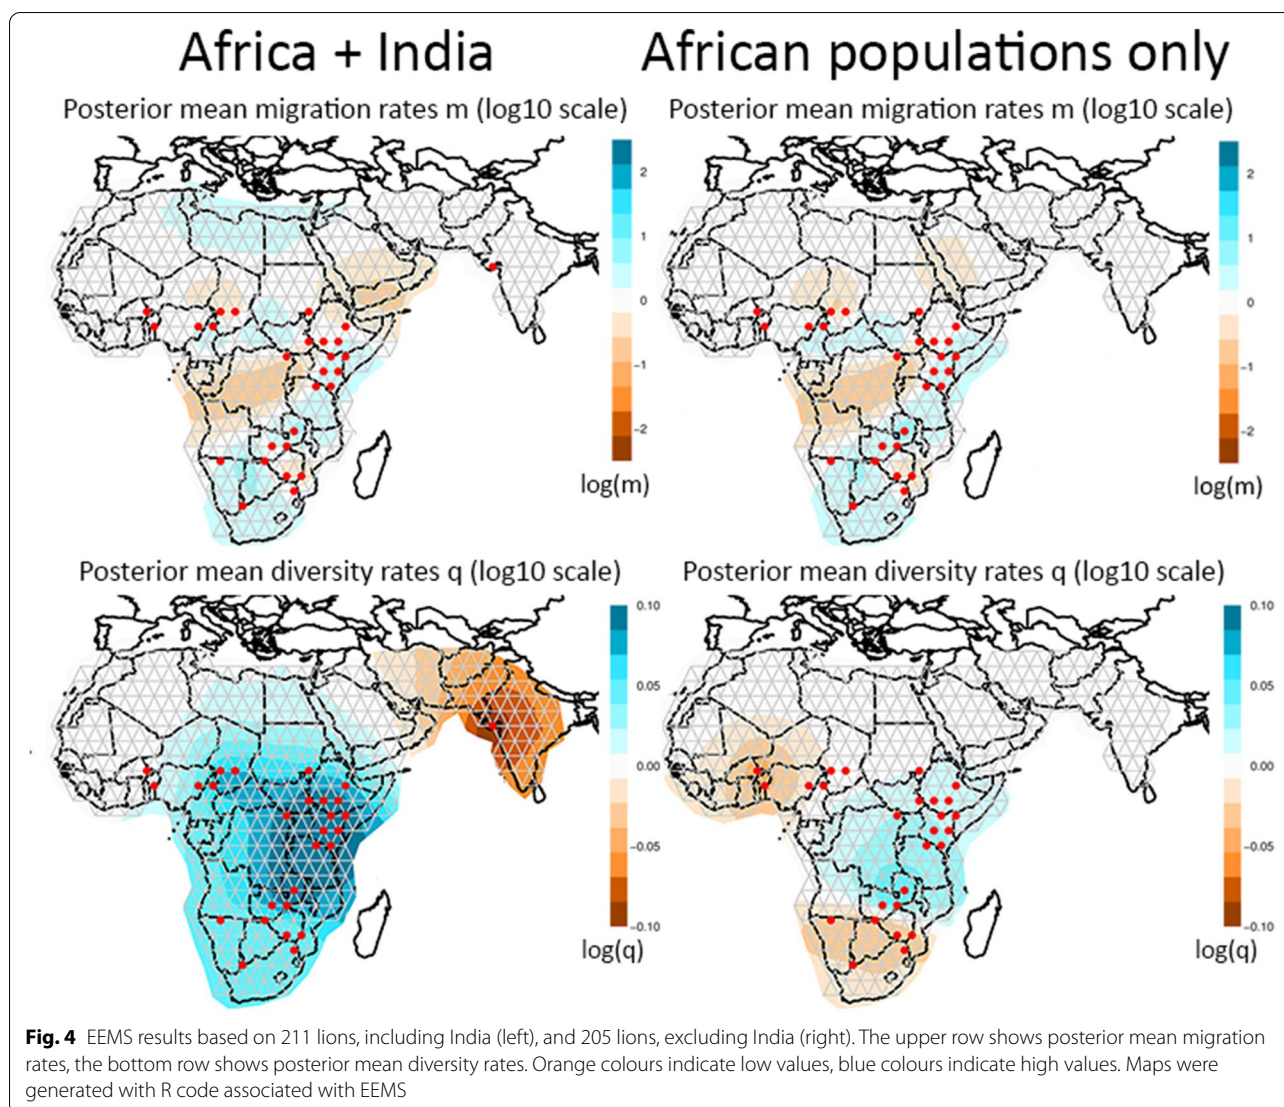 Africa + India
African populations only
Posterior mean migration rates m (log10 scale)
Posterior mean migration rates m (log10 scale)
2
1
0
−1
−2
log(m)
2
1
0
−1
−2
log(m)
Posterior mean diversity rates q (log10 scale)
Posterior mean diversity rates q (log10 scale)
0.10
0.05
0.00
−0.05
−0.10
log(q)
0.10
0.05
0.00
−0.05
−0.10
log(q)
Fig. 4 EEMS results based on 211 lions, including India (left), and 205 lions, excluding India (right). The upper row shows posterior mean migration
rates, the bottom row shows posterior mean diversity rates. Orange colours indicate low values, blue colours indicate high values. Maps were
generated with R code associated with EEMS